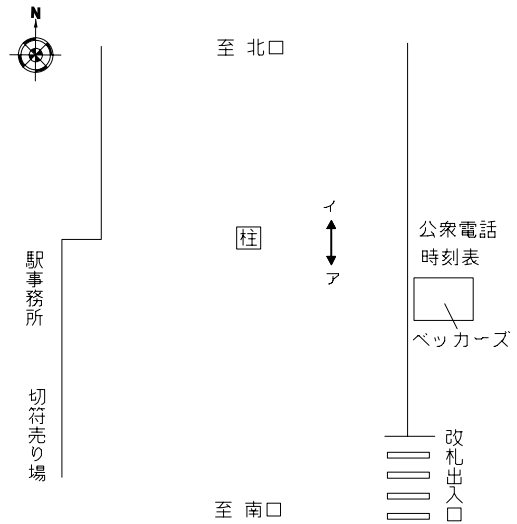 N
至 北口
イ
柱
ア
公衆電話
時刻表
ベッカーズ
駅事務所
切符売り場
改札出入口
至 南口